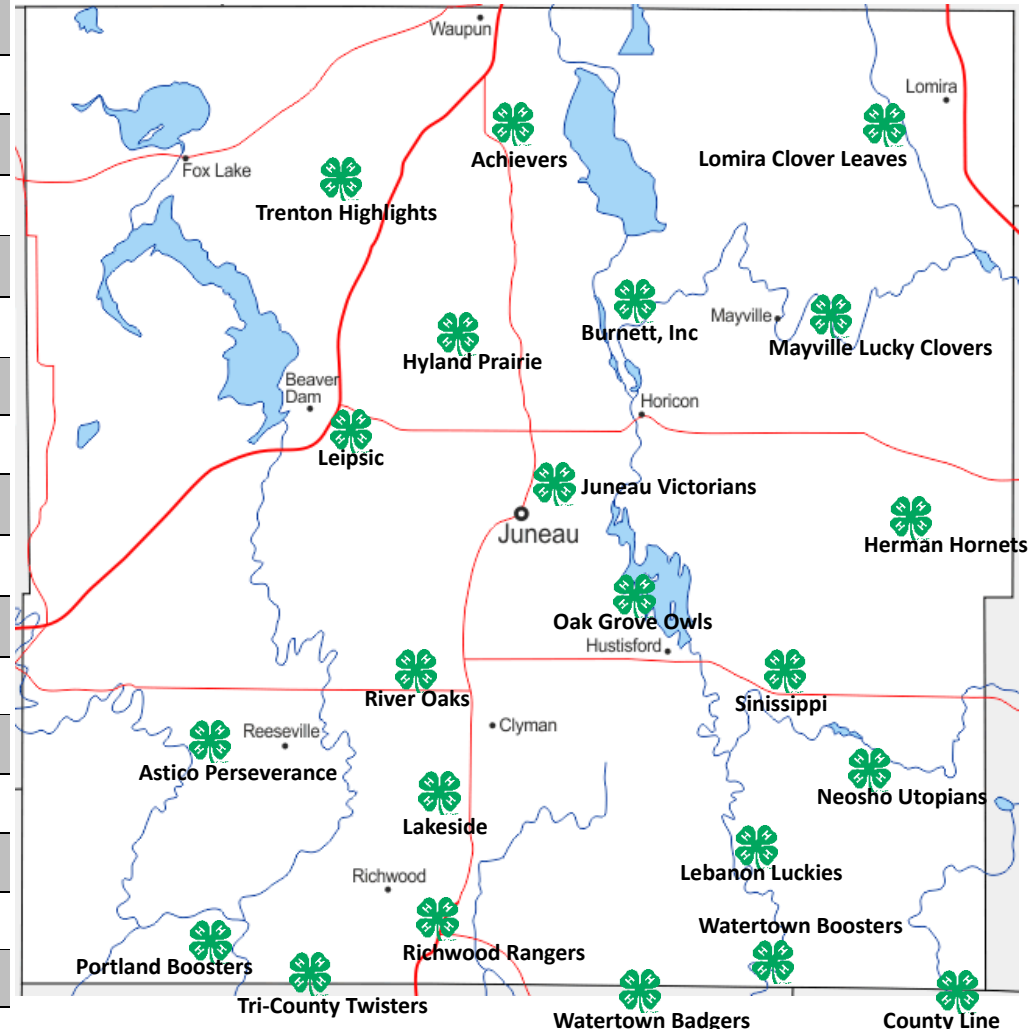 Waupun
Lomira
Achievers
Lomira Clover Leaves
Fox Lake
Trenton Highlights
Burnett, Inc
Mayville
Mayville Lucky Clovers
Hyland Prairie
Beaver
Dam
Horicon
Leipsic
Juneau Victorians
Juneau
Herman Hornets
Oak Grove Owls
Hustisford
River Oaks
Sinissippi
Clyman
Reeseville
Astico Perseverance
Neosho Utopians
Lakeside
Lebanon Luckies
Richwood
Watertown Boosters
Richwood Rangers
Portland Boosters
Tri-County Twisters
Watertown Badgers
County Line